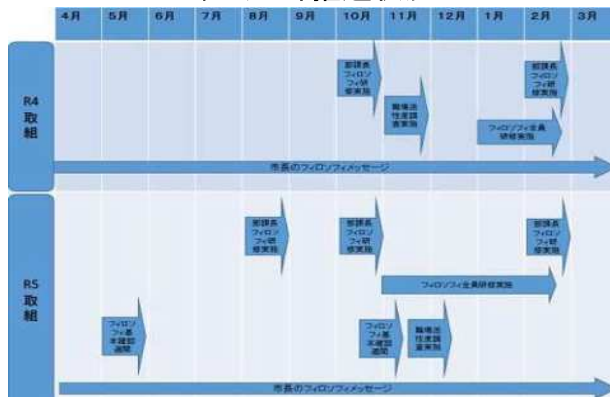 4月 5月 6月 7月 8月 9月 10月 11月 12月 1月 2月 3月
R4
取
組
部課長
フィロソ
フィ研
修実施
職場活
性度調
査実施
フィロソフィ全員
研修実施
部課長
フィロソ
フィ研
修実施
市長のフィロソフィメッセージ
R5
取
組
部課長
フィロソ
フィ研
修実施
部課長
フィロソ
フィ研
修実施
部課長
フィロソ
フィ研
修実施
フィロソフィ全員研修実施
フィロソ
フィ基
本確認
週間
フィロソ
フィ基
本確認
週間
職場活
性度調
査実施
市長のフィロソフィメッセージ